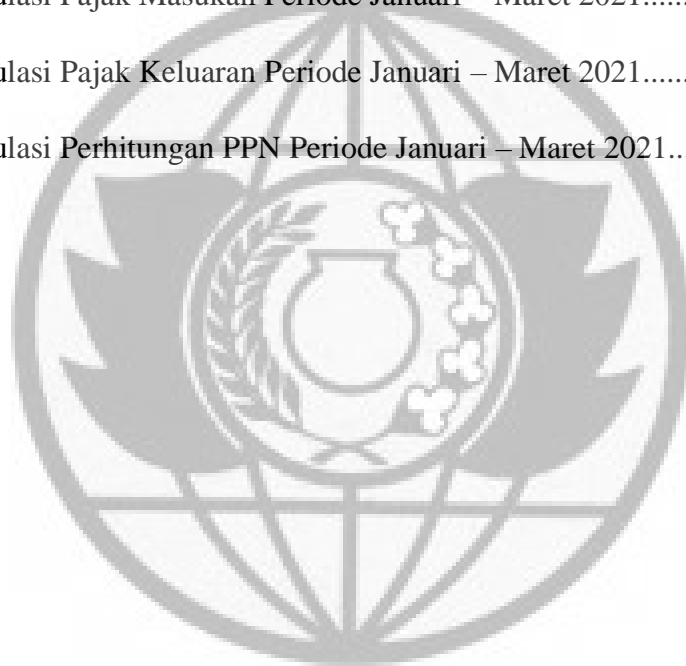 ulasi Pajak Masukan Periode Januari – Maret 2021......
ulasi Pajak Keluaran Periode Januari – Maret 2021......
ulasi Perhitungan PPN Periode Januari – Maret 2021..